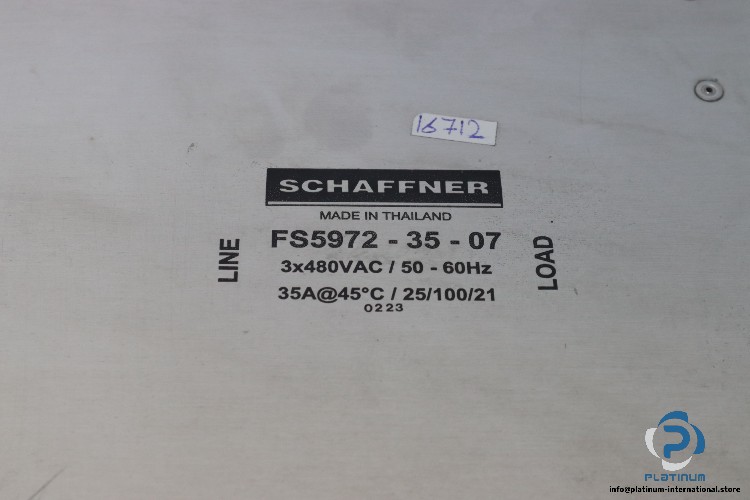 16712
SCHAFFNER
MADE IN THAILAND
FS5972 - 35 - 07
3x480VAC / 50 - 60Hz
35A@45°C / 25/100/21
0223
LINE
LOAD
PLATINUM
info@platinum-international.store